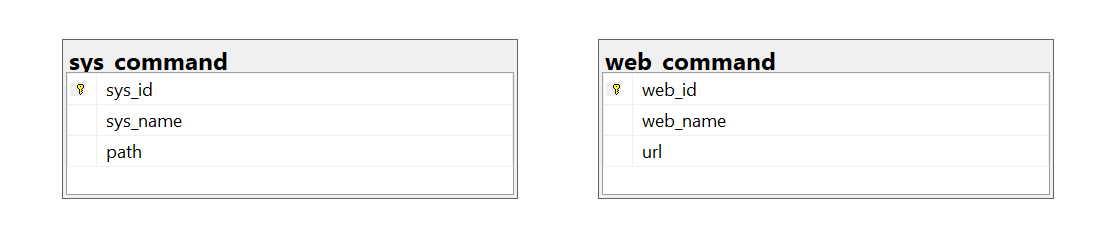 sys_command
sys_id
sys_name
path
web_command
web_id
web_name
url